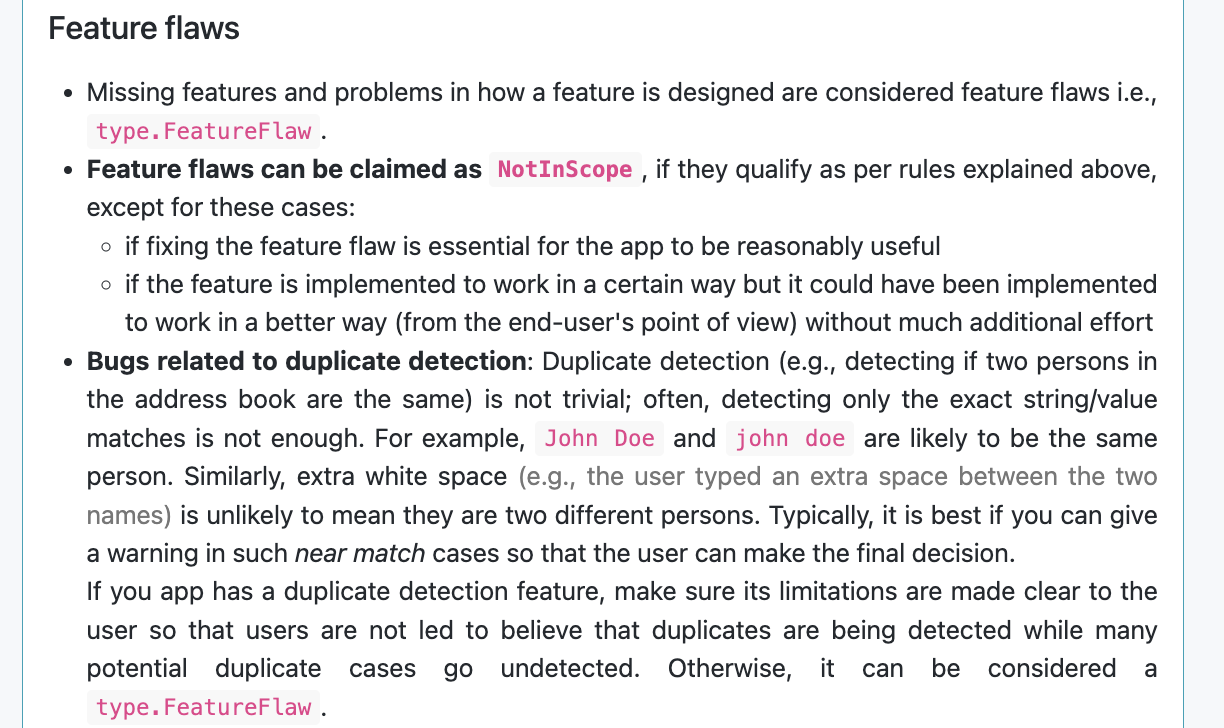 Feature flaws
• Missing features and problems in how a feature is designed are considered feature flaws i.e.,
type.FeatureFlaw .
• Feature flaws can be claimed as NotInScope , if they qualify as per rules explained above,
except for these cases:
◦ if fixing the feature flaw is essential for the app to be reasonably useful
◦ if the feature is implemented to work in a certain way but it could have been implemented
to work in a better way (from the end-user's point of view) without much additional effort
• Bugs related to duplicate detection: Duplicate detection (e.g., detecting if two persons in
the address book are the same) is not trivial; often, detecting only the exact string/value
matches is not enough. For example, John Doe and john doe are likely to be the same
person. Similarly, extra white space (e.g., the user typed an extra space between the two
names) is unlikely to mean they are two different persons. Typically, it is best if you can give
a warning in such near match cases so that the user can make the final decision.
If you app has a duplicate detection feature, make sure its limitations are made clear to the
user so that users are not led to believe that duplicates are being detected while many
potential duplicate cases go undetected. Otherwise, it can be considered a
type.FeatureFlaw .